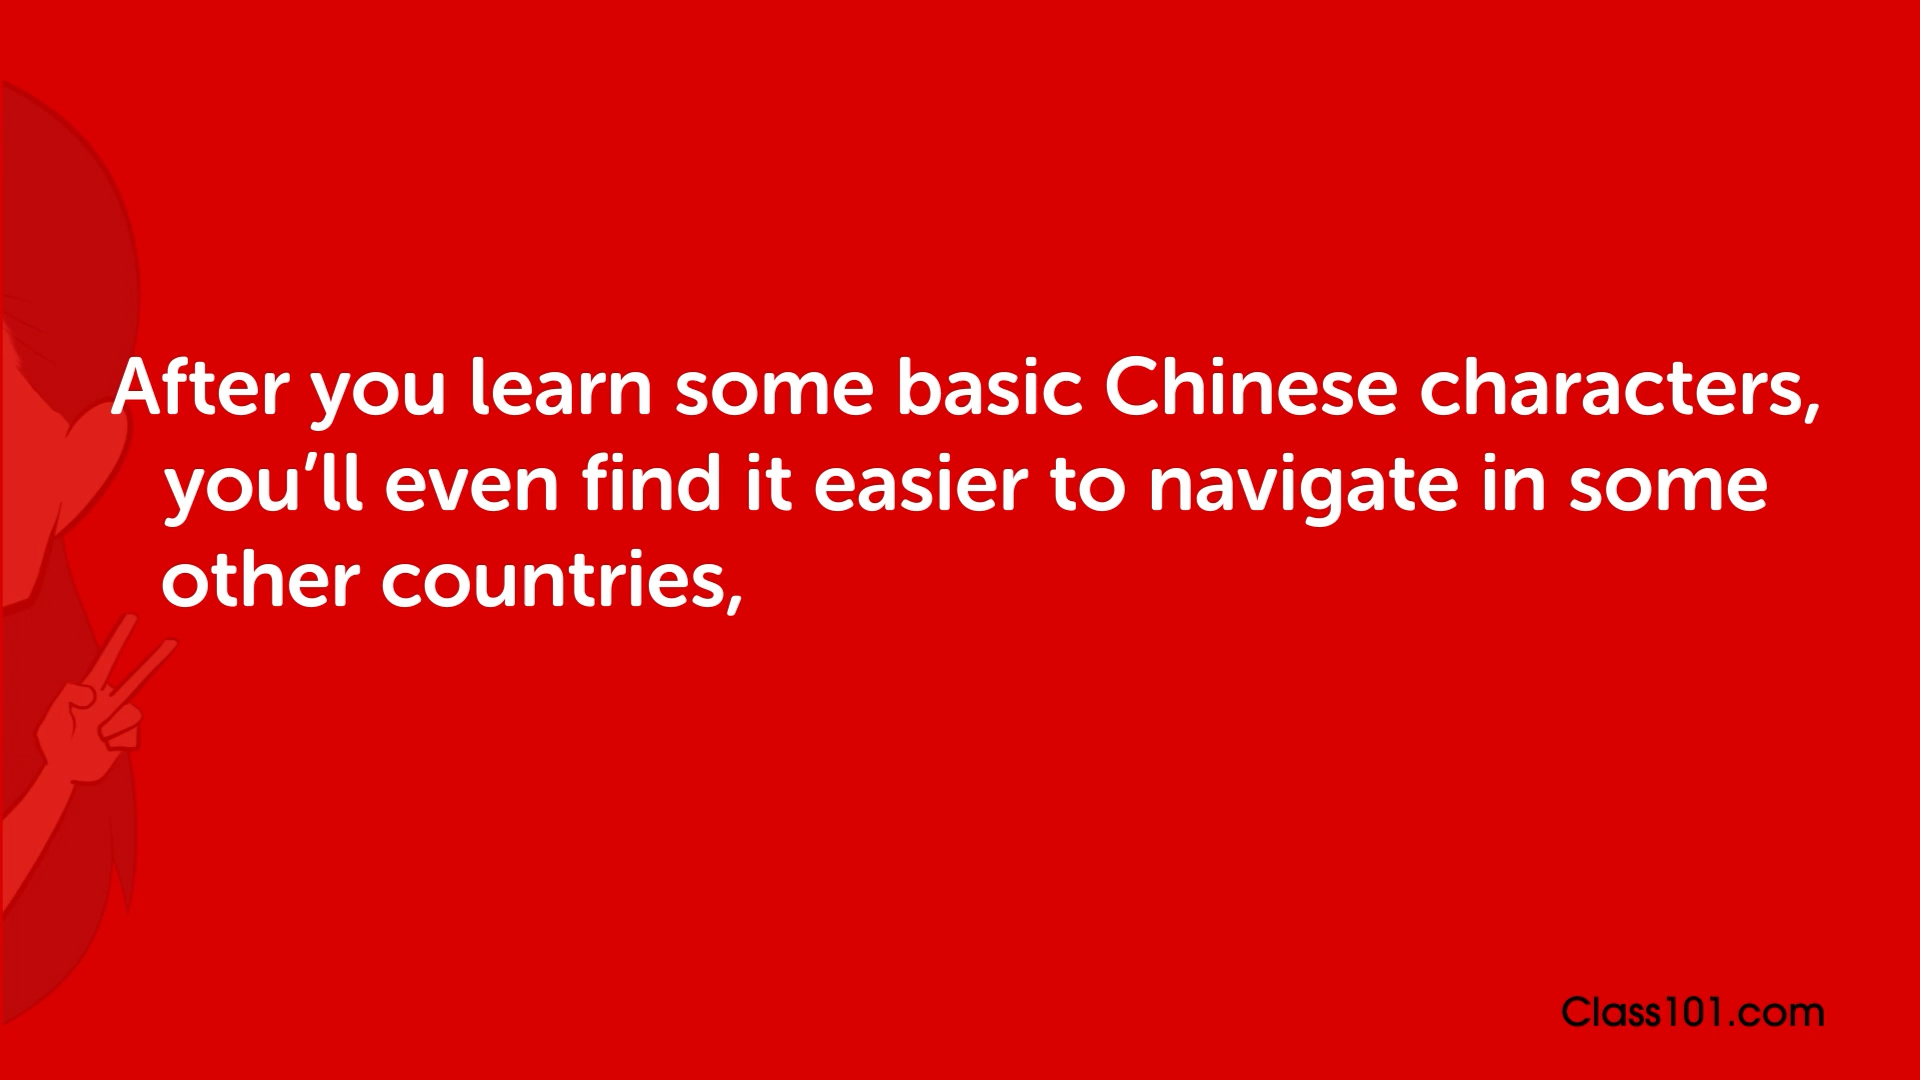 After you learn some basic Chinese characters,
you’ll even find it easier to navigate in some
other countries,
Class101.com